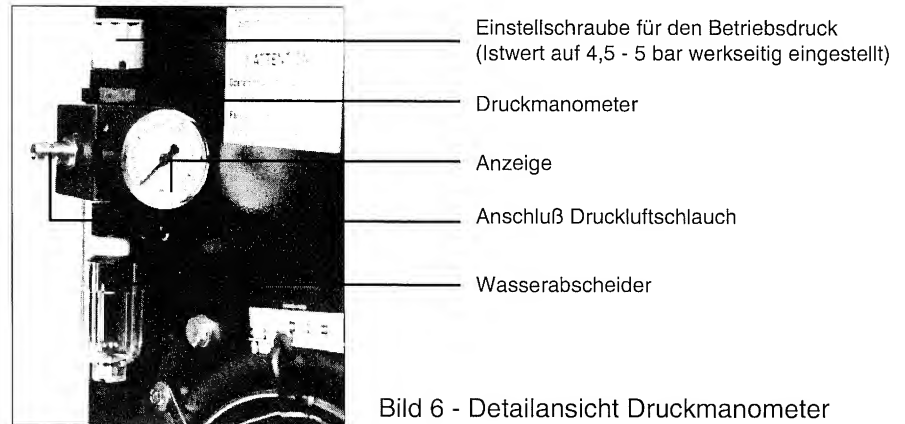 Einstellschraube für den Betriebsdruck
(Istwert auf 4,5 - 5 bar werkseitig eingestellt)
ATTENTION
Druckmanometer
Anzeige
Anschluß Druckluftschlauch
Wasserabscheider
Bild 6 - Detailansicht Druckmanometer